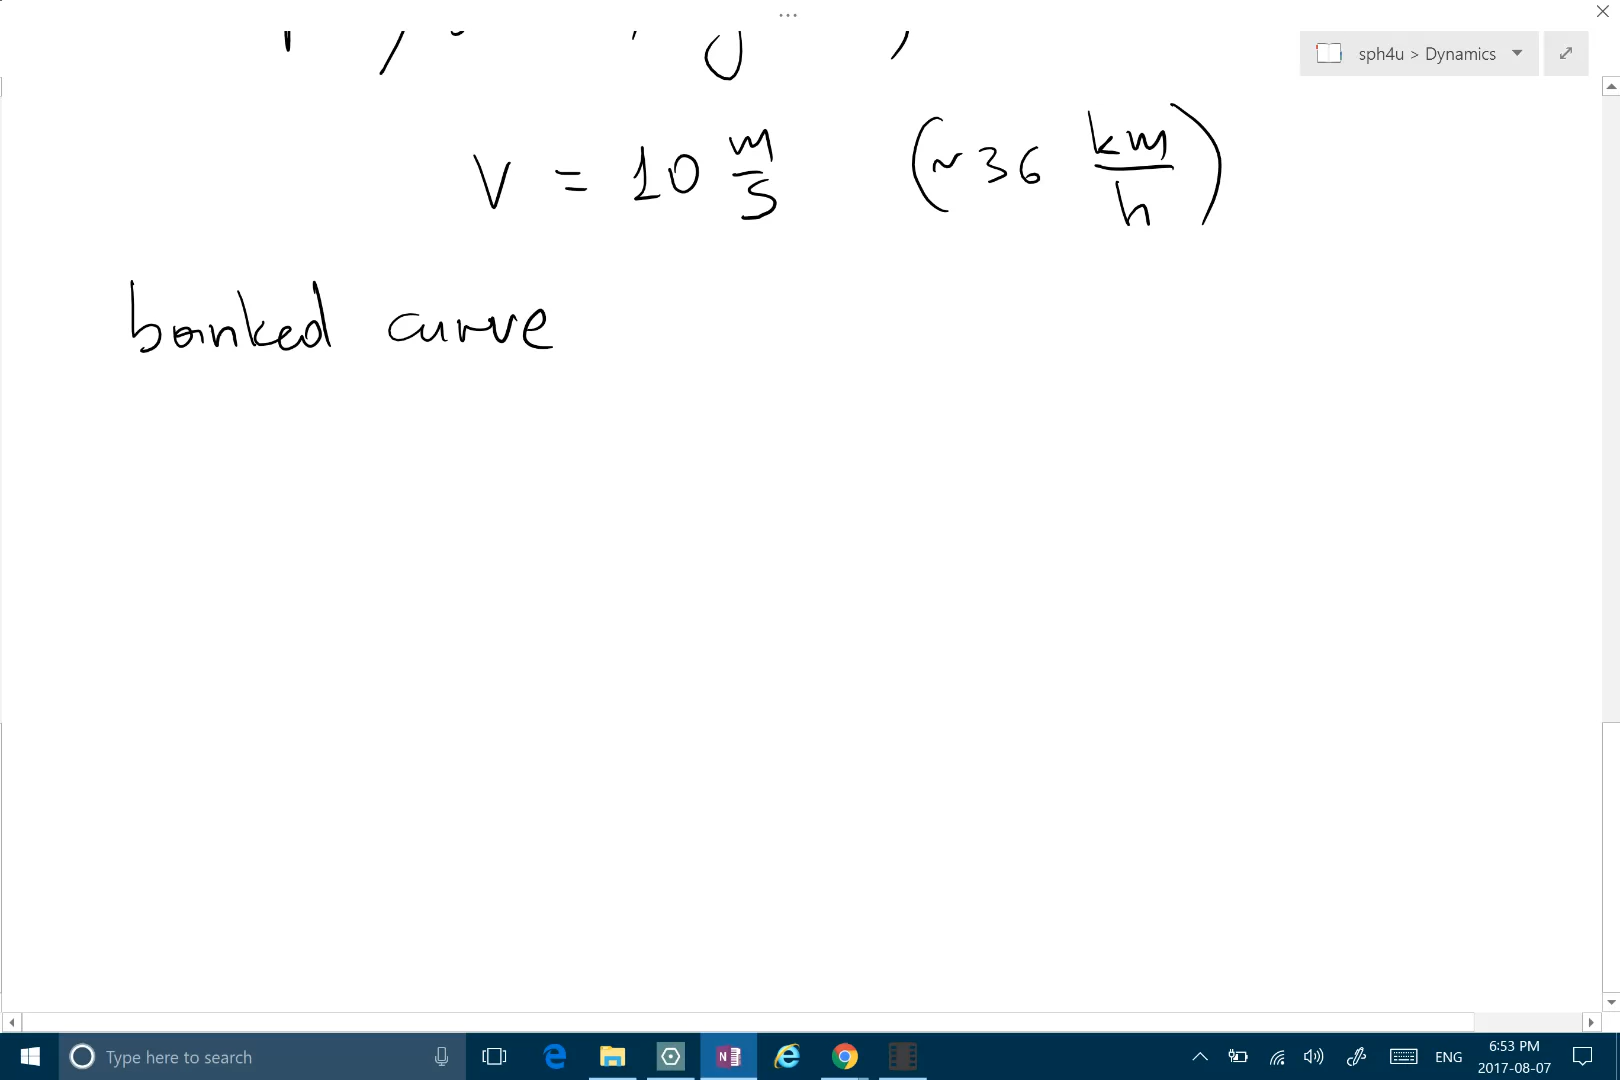 sph4u > Dynamics
V = 10 m/s (~36 km/h)
banked curve
Type here to search
ENG
6:53 PM
2017-08-07